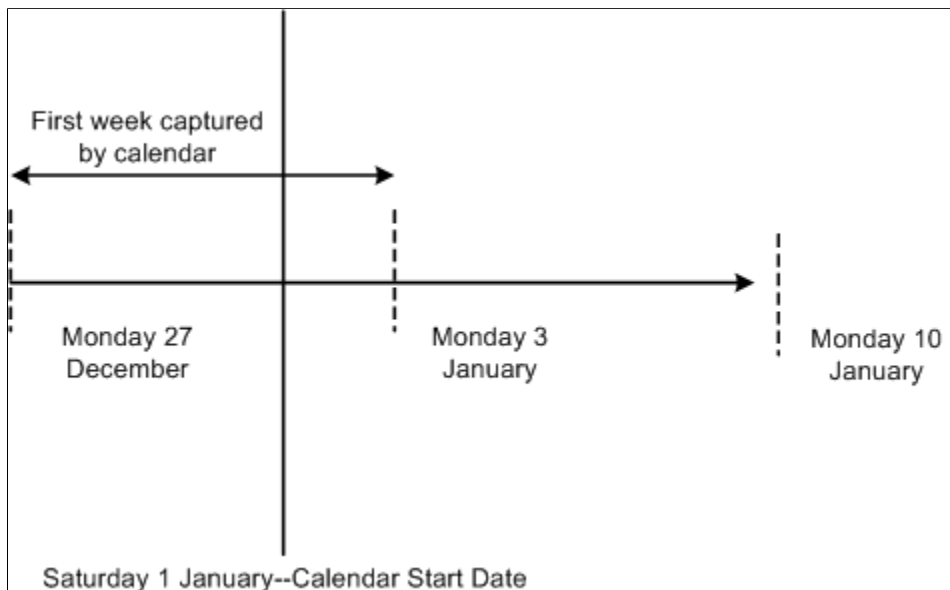 First week captured
by calendar
Monday 27
December
Monday 3
January
Monday 10
January
Saturday 1 January--Calendar Start Date